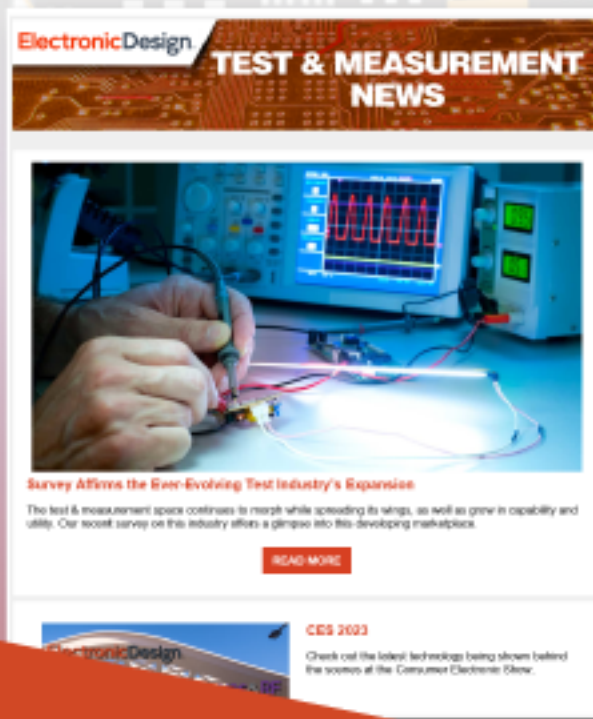 ElectronicDesign
TEST & MEASUREMENT
NEWS
Survey Affirms the Ever-Evolving Test Industry's Expansion
The test & measurement space continues to morph while spreading its wings, as well as grow in capability and
utility. Our recent survey on this industry offers a glimpse into this developing marketplace.
READ MORE
CES 2023
ElectronicDesign
Check out the latest technology being shown behind
the scenes at the Consumer Electronic Show.